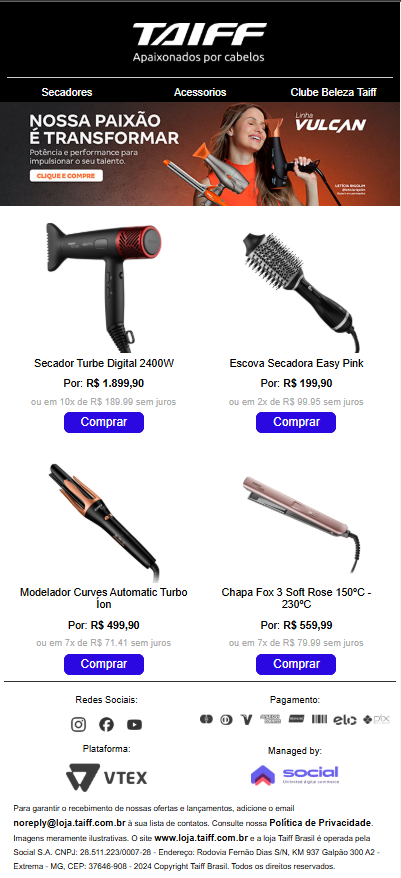 TAIFF
Apaixonados por cabelos
Secadores Acessorios Clube Beleza Taiff
NOSSA PAIXÃO
É TRANSFORMAR
Potência e performance para
impulsionar o seu talento.
CLIQUE E COMPRE
Linha
VULCAN
LETÍCIA BIGOLIM
Secador Turbe Digital 2400W
Por: R$ 1.899,90
ou em 10x de R$ 189.99 sem juros
Comprar
Escova Secadora Easy Pink
Por: R$ 199,90
ou em 2x de R$ 99.95 sem juros
Comprar
Modelador Curves Automatic Turbo
Íon
Por: R$ 499,90
ou em 7x de R$ 71.41 sem juros
Comprar
Chapa Fox 3 Soft Rose 150ºC -
230ºC
Por: R$ 559,99
ou em 7x de R$ 79.99 sem juros
Comprar
Redes Sociais:
Pagamento:
elo pix
Plataforma:
VTEX
Managed by:
social
Para garantir o recebimento de nossas ofertas e lançamentos, adicione o email
noreply@loja.taiff.com.br à sua lista de contatos. Consulte nossa Política de Privacidade.
Imagens meramente ilustrativas. O site www.loja.taiff.com.br e a loja Taiff Brasil é operada pela
Social S.A. CNPJ: 28.511.223/0007-28 - Endereço: Rodovia Fernão Dias S/N, KM 937 Galpão 300 A2 -
Extrema - MG, CEP: 37646-908 - 2024 Copyright Taiff Brasil. Todos os direitos reservados.